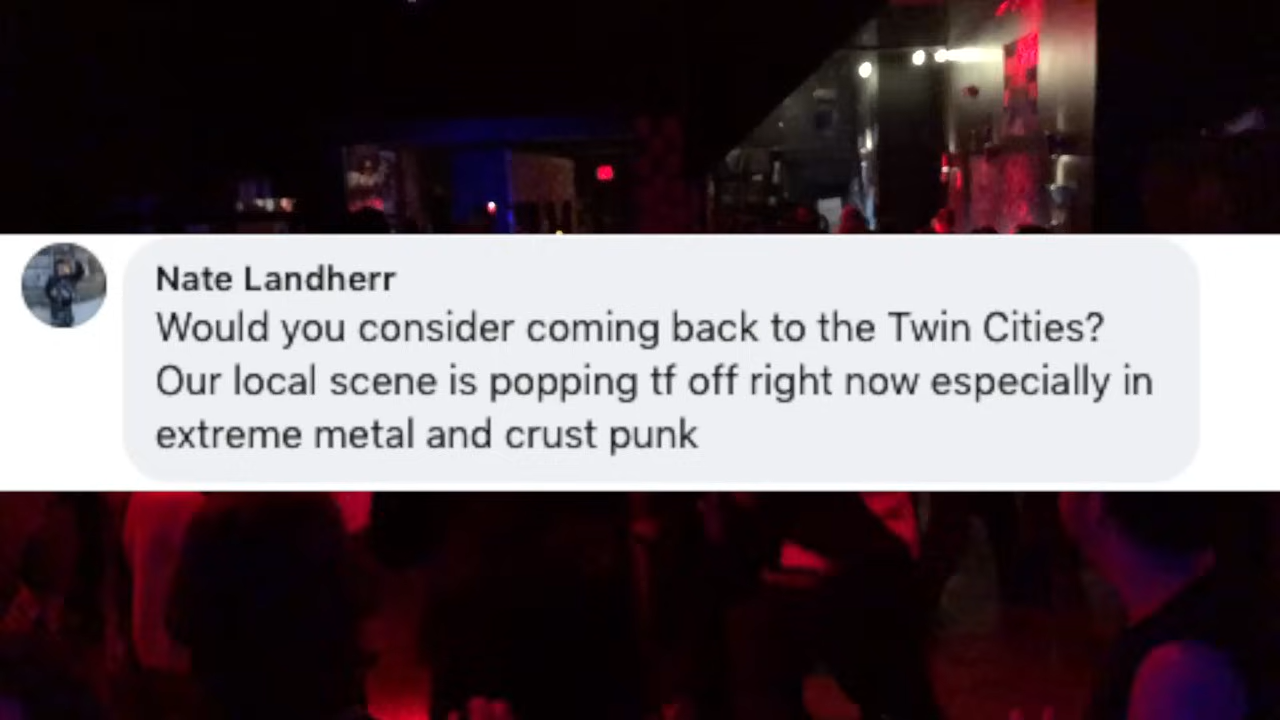 Nate Landherr
Would you consider coming back to the Twin Cities?
Our local scene is popping tf off right now especially in
extreme metal and crust punk